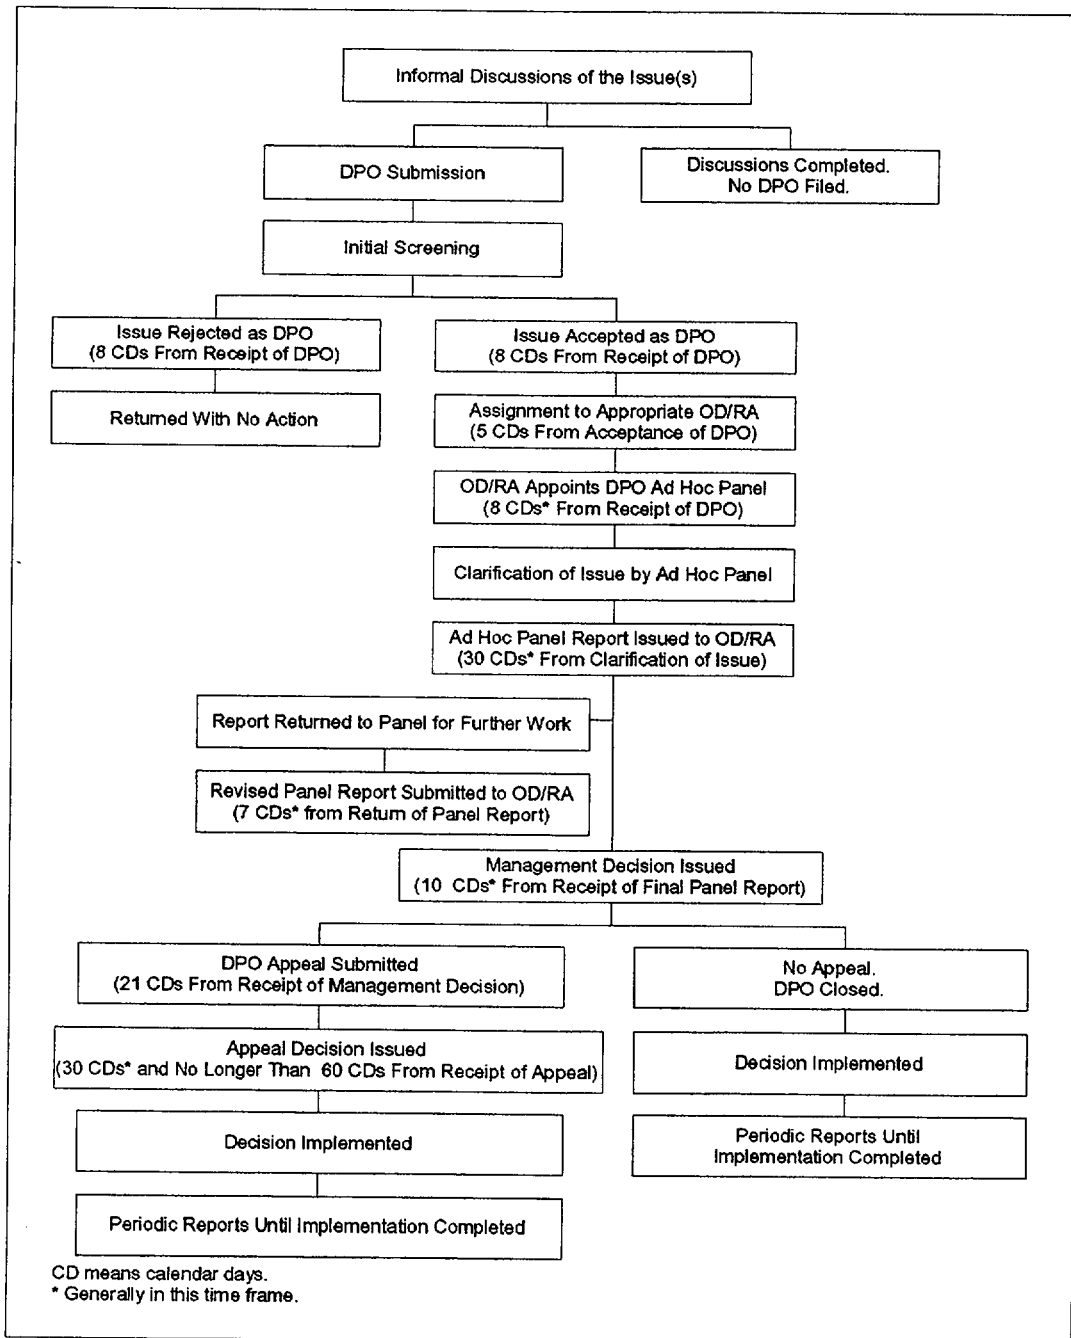 Informal Discussions of the Issue(s)
DPO Submission
Discussions Completed.
No DPO Filed.
Initial Screening
Issue Rejected as DPO
(8 CDs From Receipt of DPO)
Issue Accepted as DPO
(8 CDs From Receipt of DPO)
Returned With No Action
Assignment to Appropriate OD/RA
(5 CDs From Acceptance of DPO)
OD/RA Appoints DPO Ad Hoc Panel
(8 CDs* From Receipt of DPO)
Clarification of Issue by Ad Hoc Panel
Ad Hoc Panel Report Issued to OD/RA
(30 CDs* From Clarification of Issue)
Report Returned to Panel for Further Work
Revised Panel Report Submitted to OD/RA
(7 CDs* from Return of Panel Report)
Management Decision Issued
(10 CDs* From Receipt of Final Panel Report)
DPO Appeal Submitted
(21 CDs From Receipt of Management Decision)
No Appeal.
DPO Closed.
Appeal Decision Issued
(30 CDs* and No Longer Than 60 CDs From Receipt of Appeal)
Decision Implemented
Decision Implemented
Periodic Reports Until
Implementation Completed
Periodic Reports Until Implementation Completed
CD means calendar days.
* Generally in this time frame.